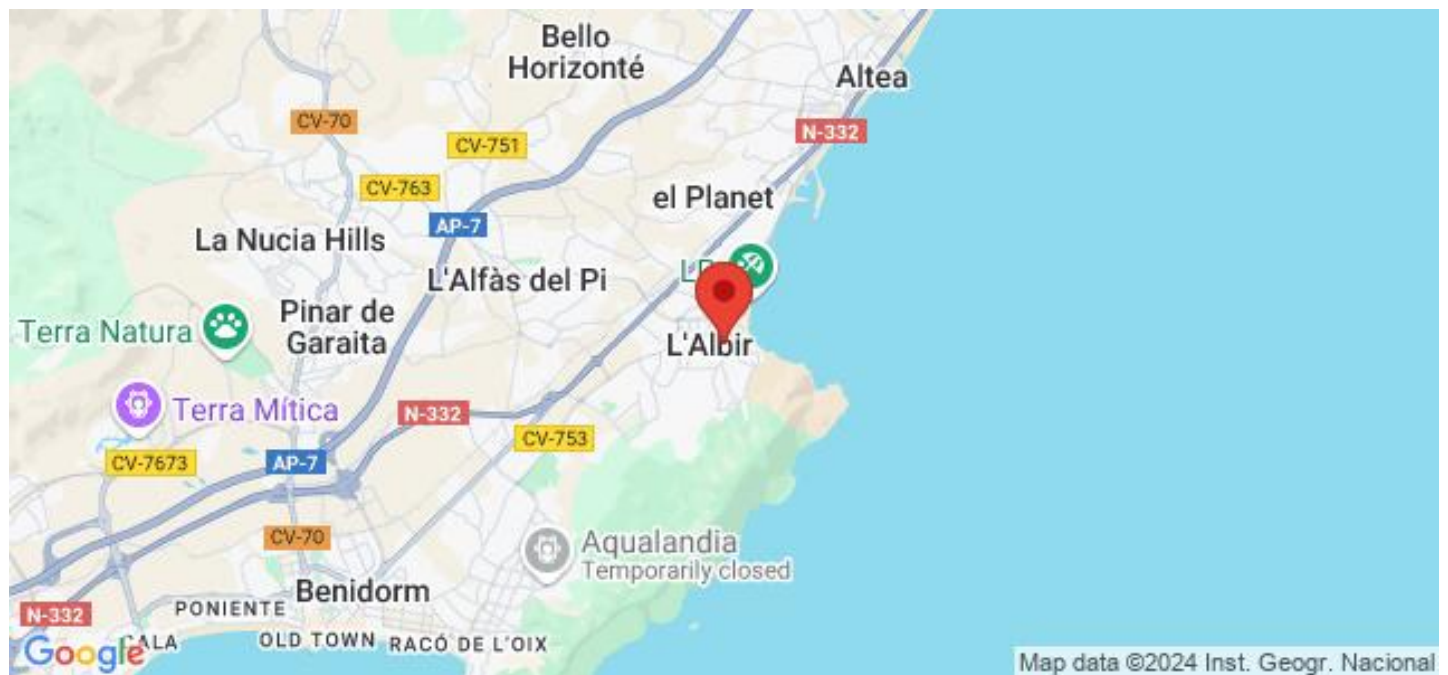 Bello
Horizonté
Altea
CV-70
N-332
CV-751
CV-763
el Planet
AP-7
La Nucia Hills
L'Alfàs del Pi
Pinar de
Garaita
Terra Natura
L'Albir
Terra Mítica
N-332
CV-753
CV-7673
AP-7
CV-70
Aqualandia
Temporarily closed
Benidorm
N-332
PONIENTE
OLD TOWN
RACÓ DE L'OIX
Google
Map data ©2024 Inst. Geogr. Nacional